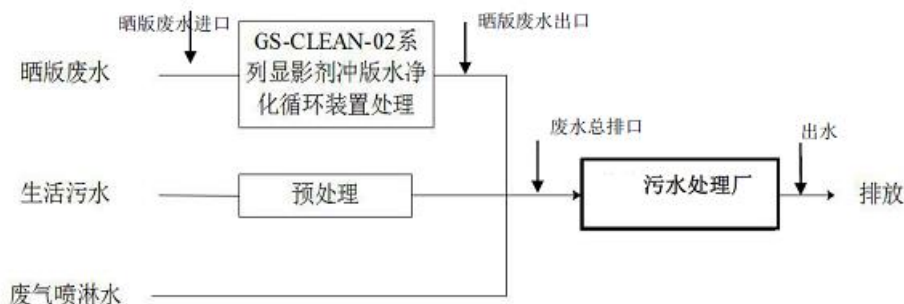 晒版废水进口
晒版废水出口
GS-CLEAN-02系
列显影剂冲版水净
化循环装置处理
晒版废水
废水总排口
出水
生活污水
预处理
污水处理厂
排放
废气喷淋水